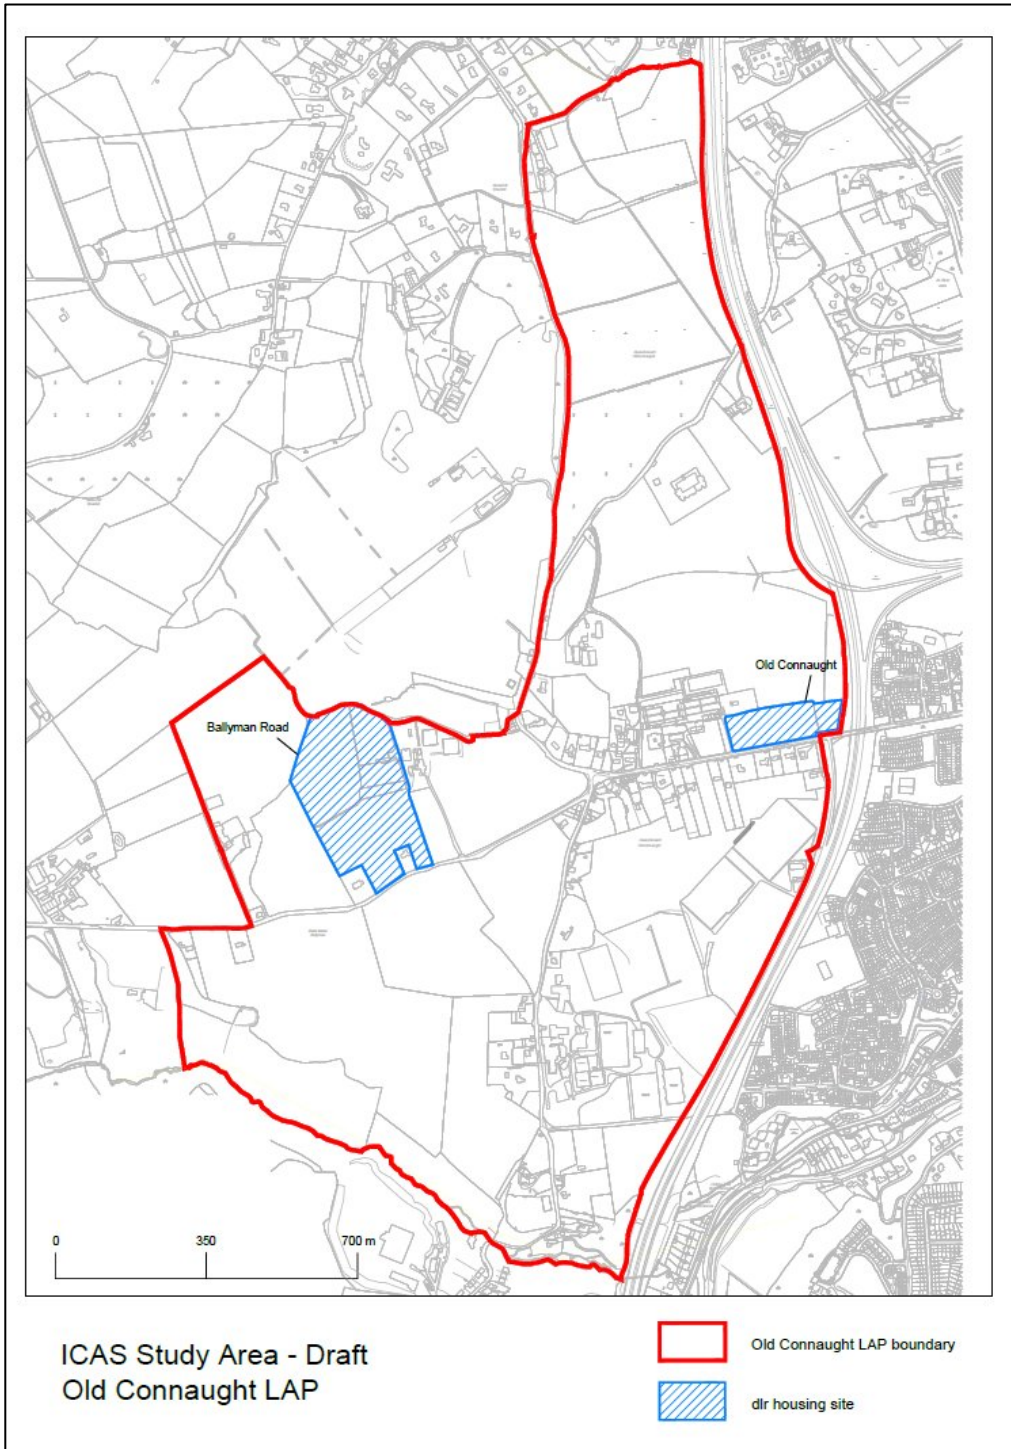 Old Connaught
Ballyman Road
0 350 700 m
ICAS Study Area - Draft
Old Connaught LAP
Old Connaught LAP boundary
dlr housing site